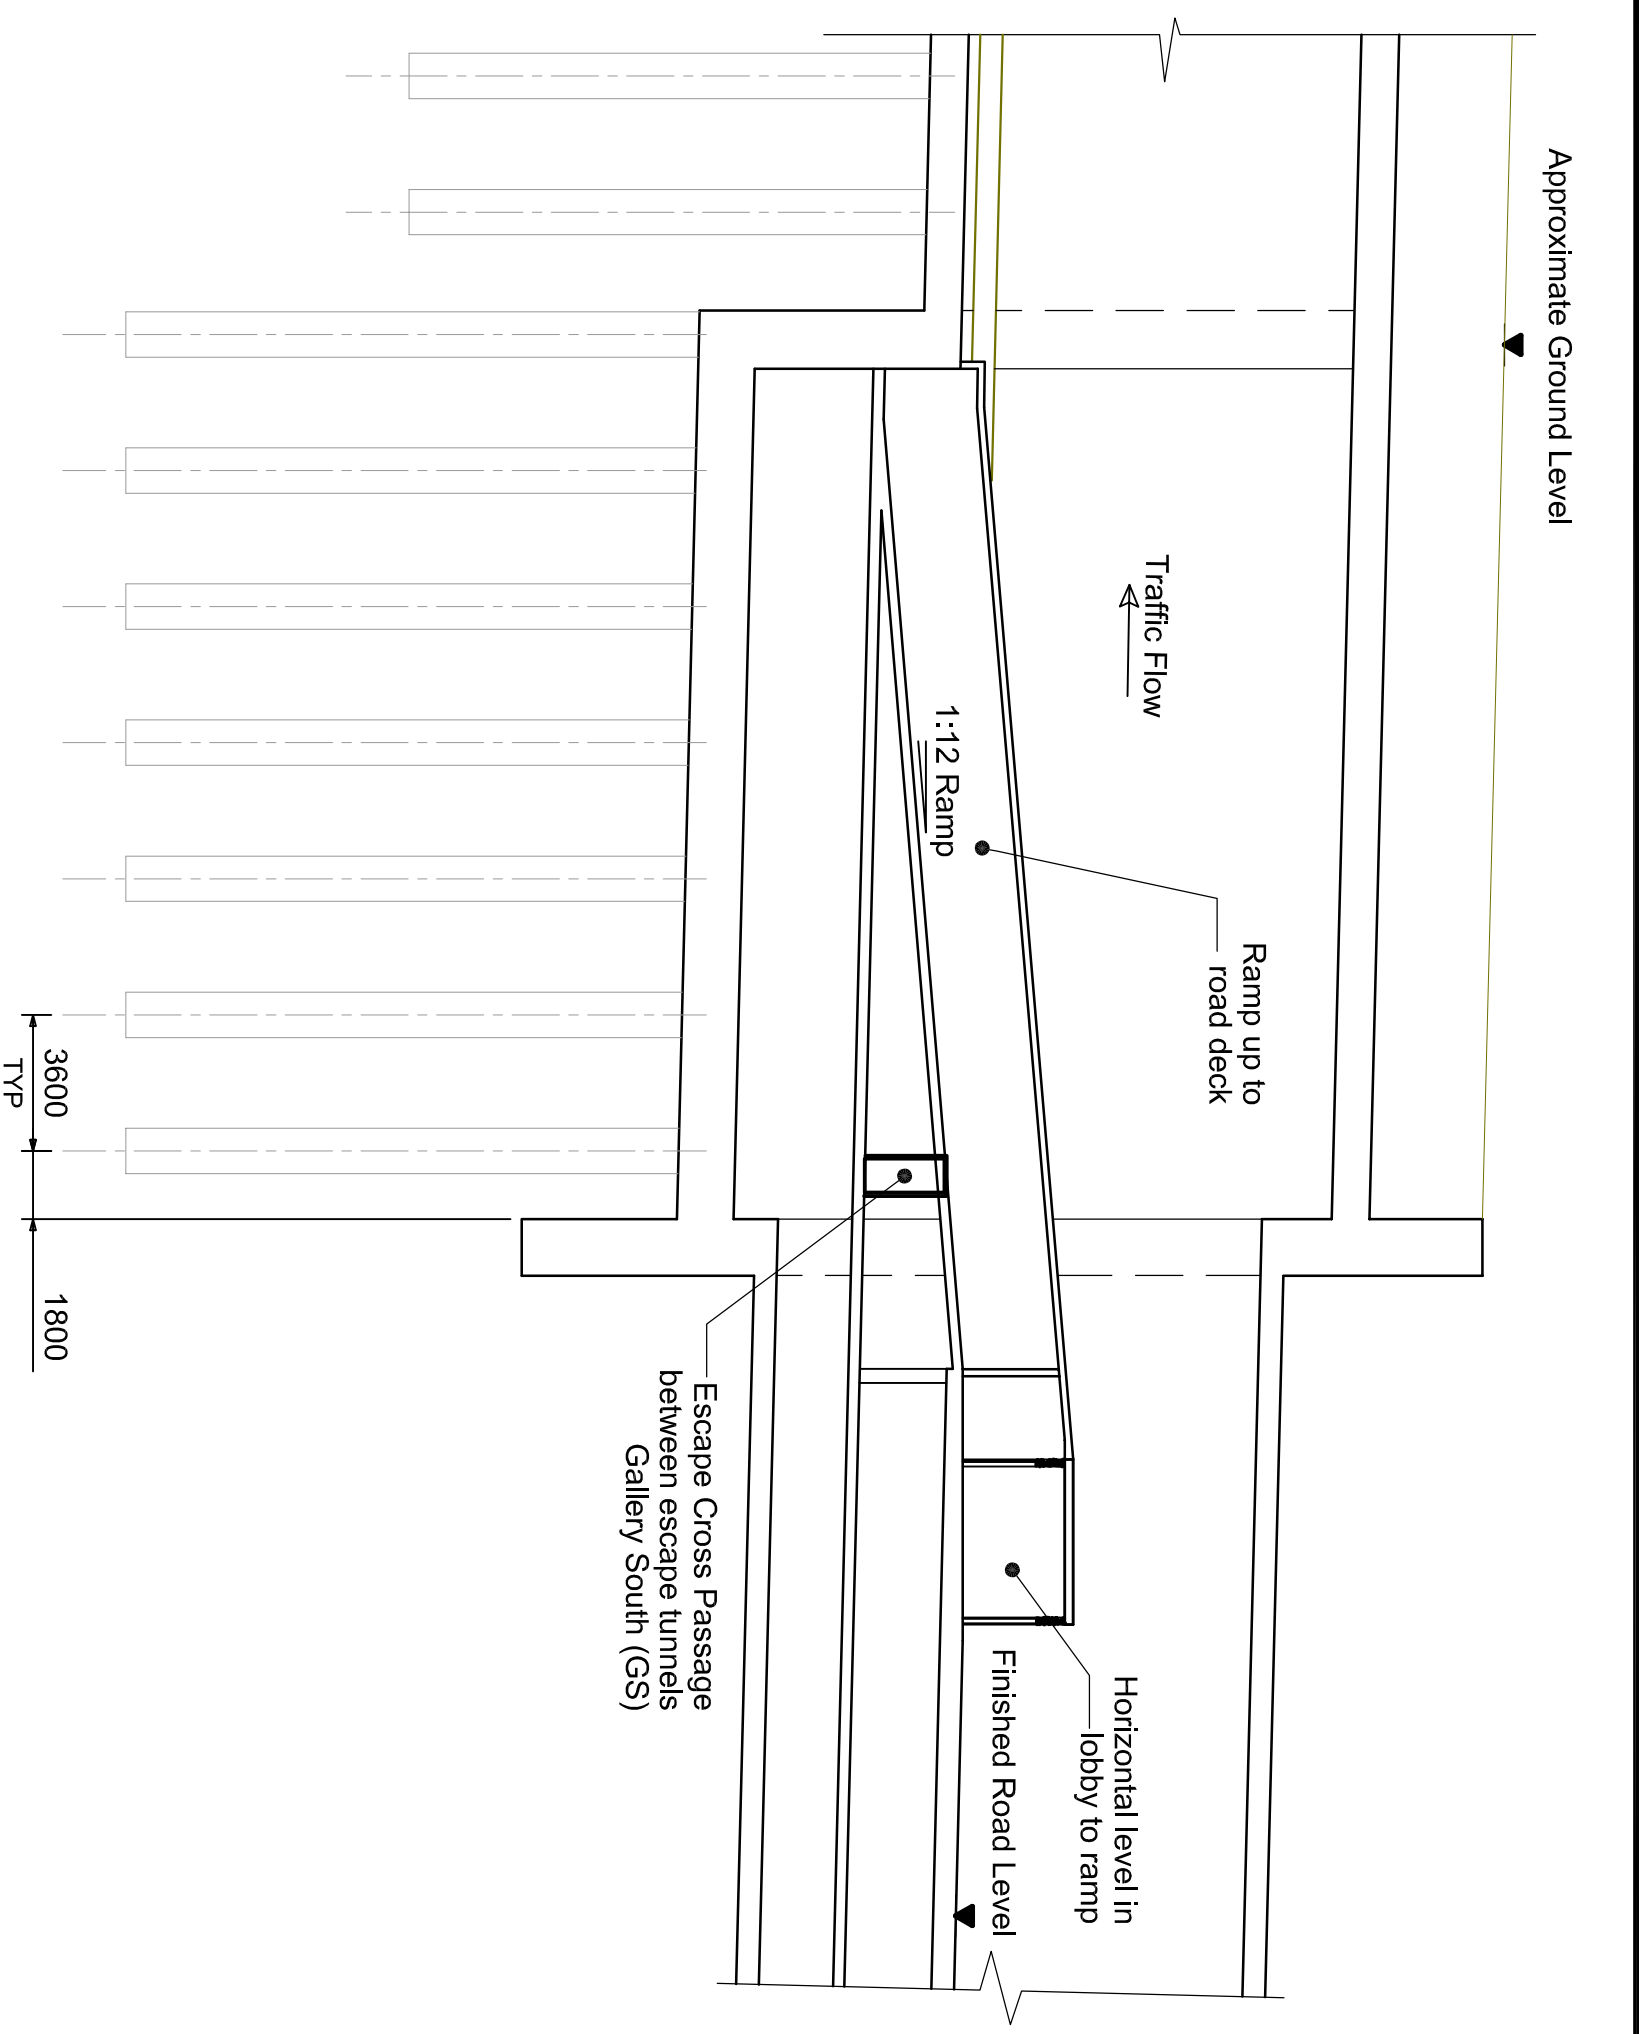 Approximate Ground Level
Traffic Flow
Ramp up to
road deck
1:12 Ramp
Horizontal level in
lobby to ramp
Finished Road Level
Escape Cross Passage
between escape tunnels
Gallery South (GS)
3600
TYP
1800